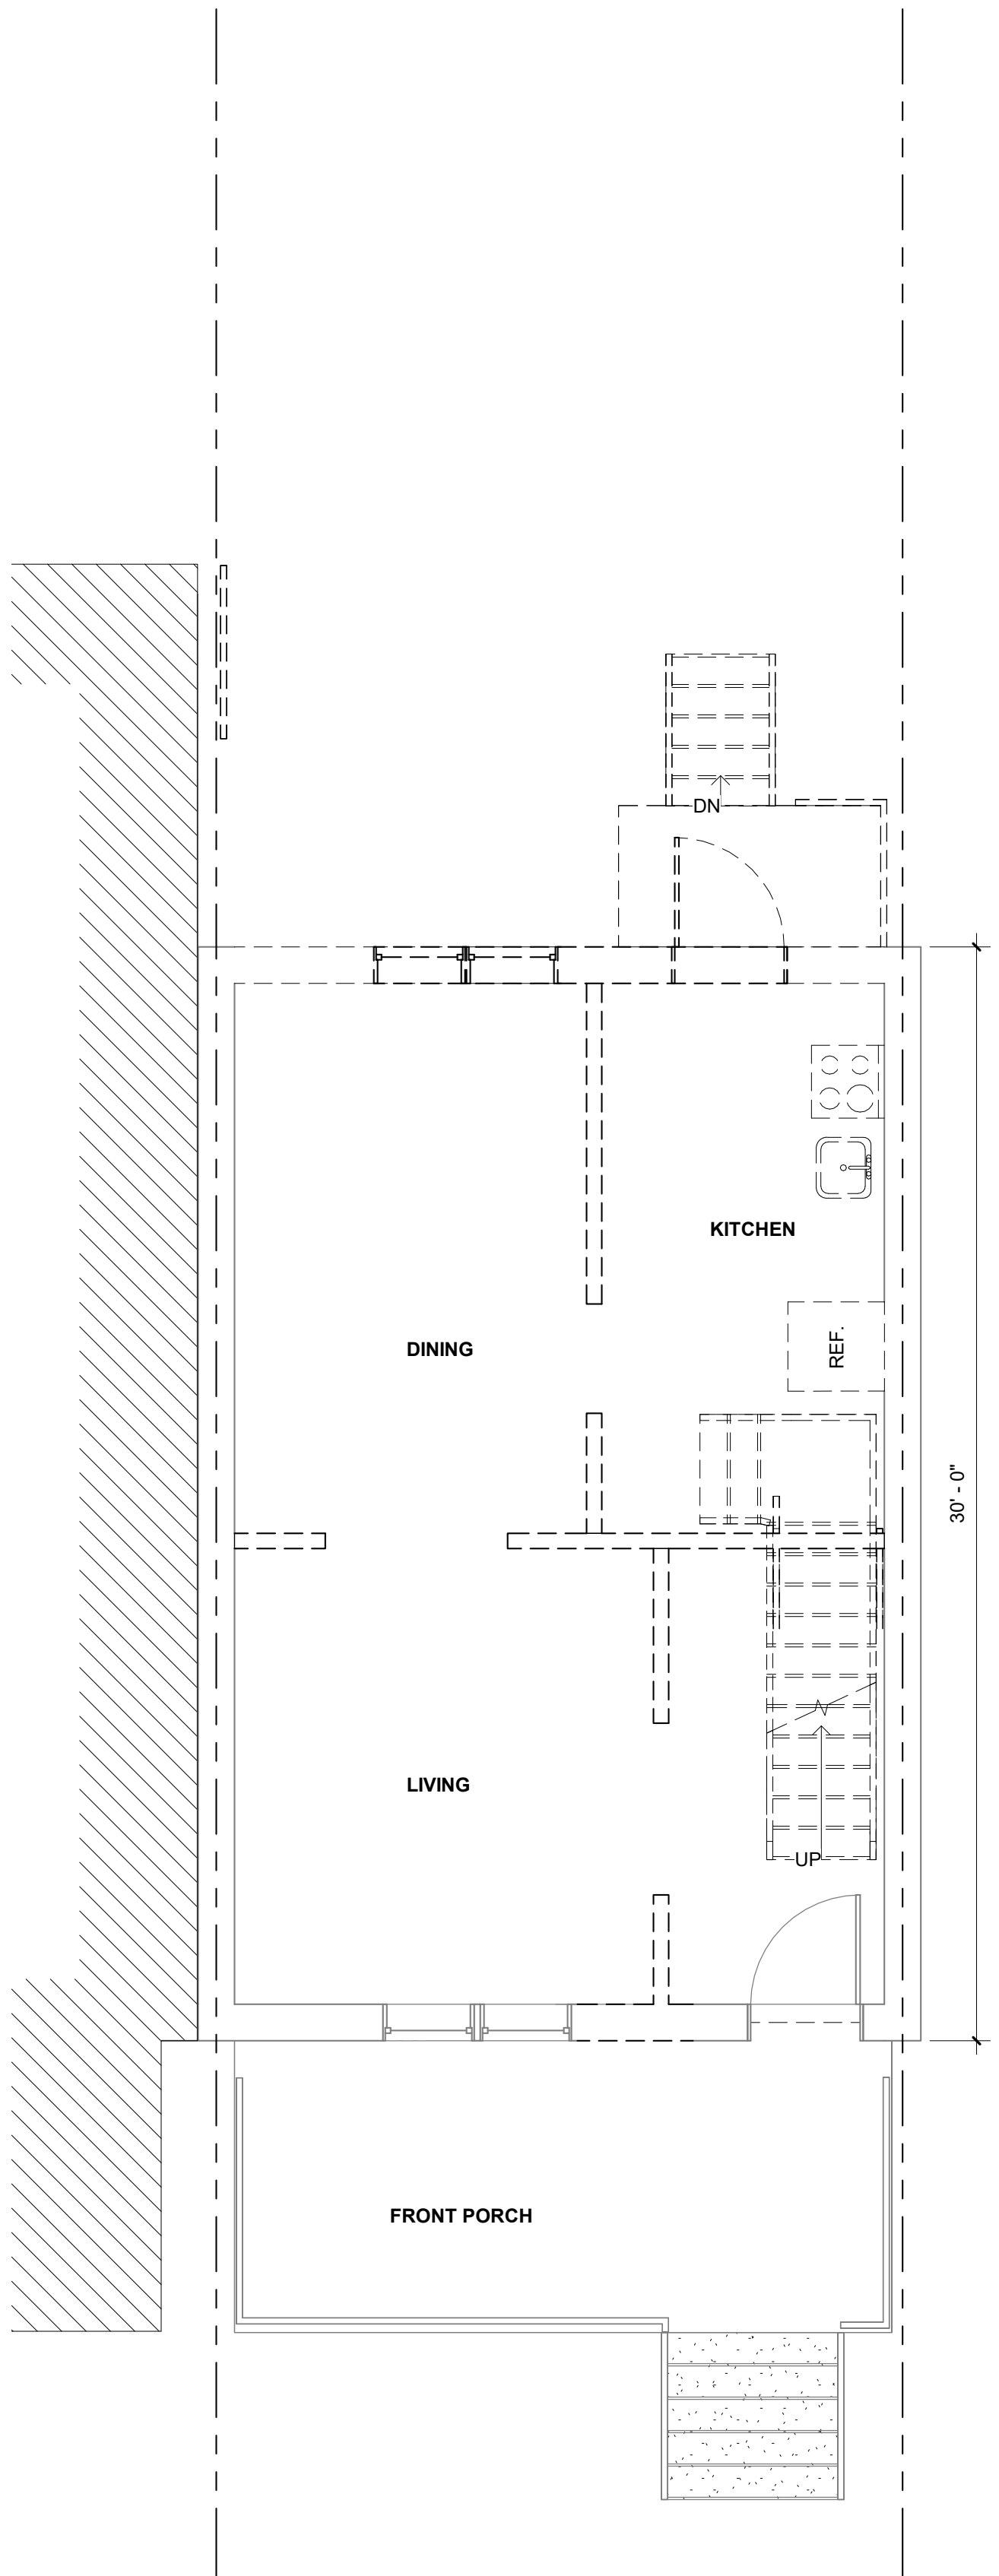 DN
KITCHEN
REF.
DINING
30' - 0"
LIVING
UP
FRONT PORCH